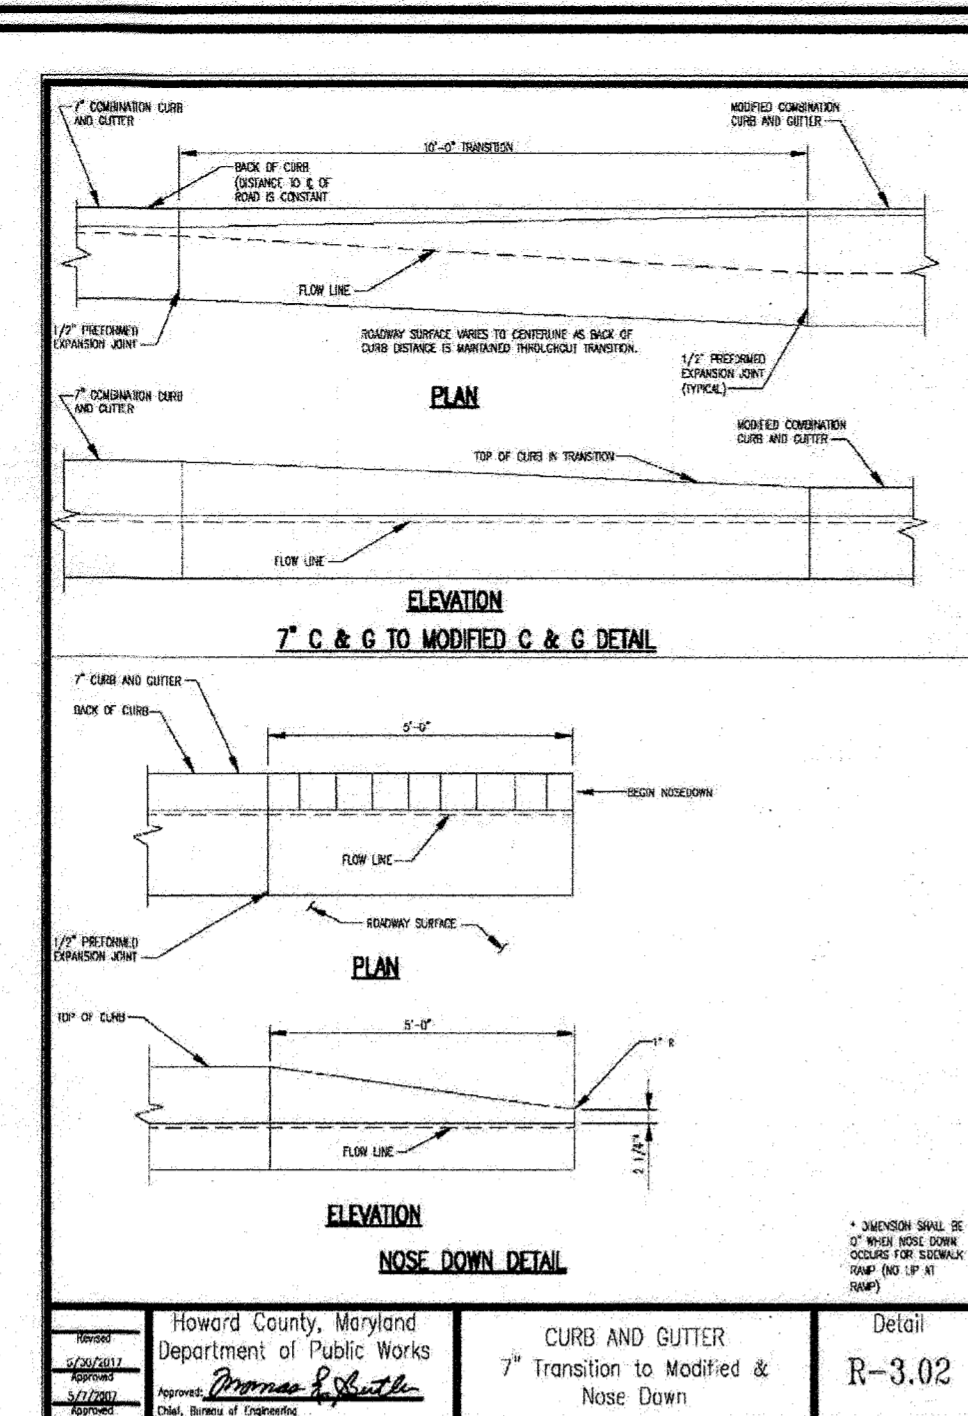 7" COMBINATION CURB
AND GUTTER
MODIFIED COMBINATION
CURB AND GUTTER
10'-0" TRANSITION
BACK OF CURB
(DISTANCE TO ℄ OF
ROAD IS CONSTANT
FLOW LINE
1/2" PREFORMED
EXPANSION JOINT
ROADWAY SURFACE VARIES TO CENTERLINE AS BACK OF
CURB DISTANCE IS MAINTAINED THROUGHOUT TRANSITION.
1/2" PREFORMED
EXPANSION JOINT
(TYPICAL)
PLAN
7" COMBINATION CURB
AND GUTTER
MODIFIED COMBINATION
CURB AND GUTTER
TOP OF CURB IN TRANSITION
FLOW LINE
ELEVATION
7" C & G TO MODIFIED C & G DETAIL
7" CURB AND GUTTER
BACK OF CURB
5'-0"
BEGIN NOSEDOWN
FLOW LINE
ROADWAY SURFACE
1/2" PREFORMED
EXPANSION JOINT
PLAN
TOP OF CURB
5'-0"
1" R
FLOW LINE
2 1/4"*
ELEVATION
NOSE DOWN DETAIL
* DIMENSION SHALL BE
0" WHEN NOSE DOWN
OCCURS FOR SIDEWALK
RAMP (NO LIP AT
RAMP)
Revised
Howard County, Maryland
Department of Public Works
/30/2017
Approved
5/7/2007
Approved
Approved: Thomas E. Butler
Chief, Bureau of Engineering
CURB AND GUTTER
7" Transition to Modified &
Nose Down
Detail
R-3.02